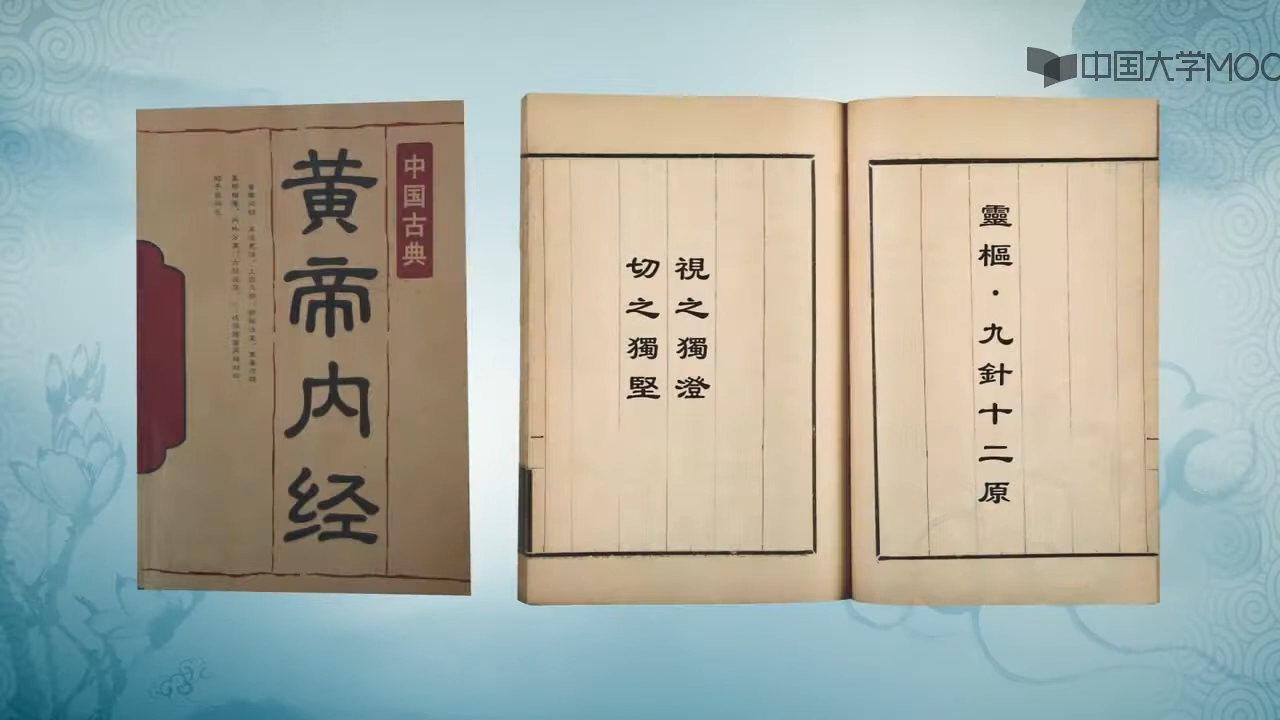 中国大学MOOC
中国古典
黄帝内经
靈樞·九針十二原
視之獨澄
切之獨堅